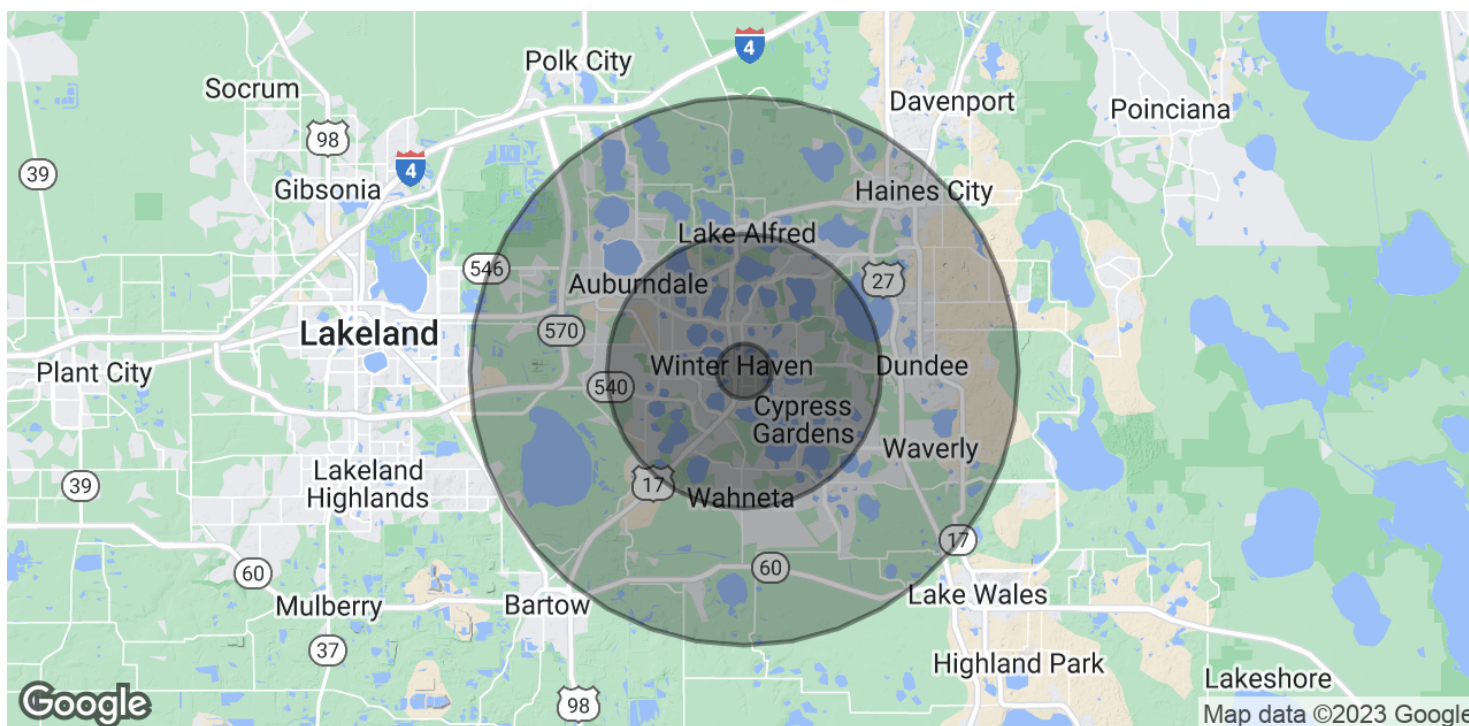 4
Polk City
Socrum
Davenport
Poinciana
98
39
4
Gibsonia
Haines City
Lake Alfred
546
Auburndale
27
570
Lakeland
Plant City
Winter Haven
Dundee
540
Cypress
Gardens
Waverly
Lakeland
Highlands
39
17
Wahneta
17
60
60
Mulberry
Bartow
Lake Wales
37
Highland Park
Lakeshore
98
Google
Map data ©2023 Google